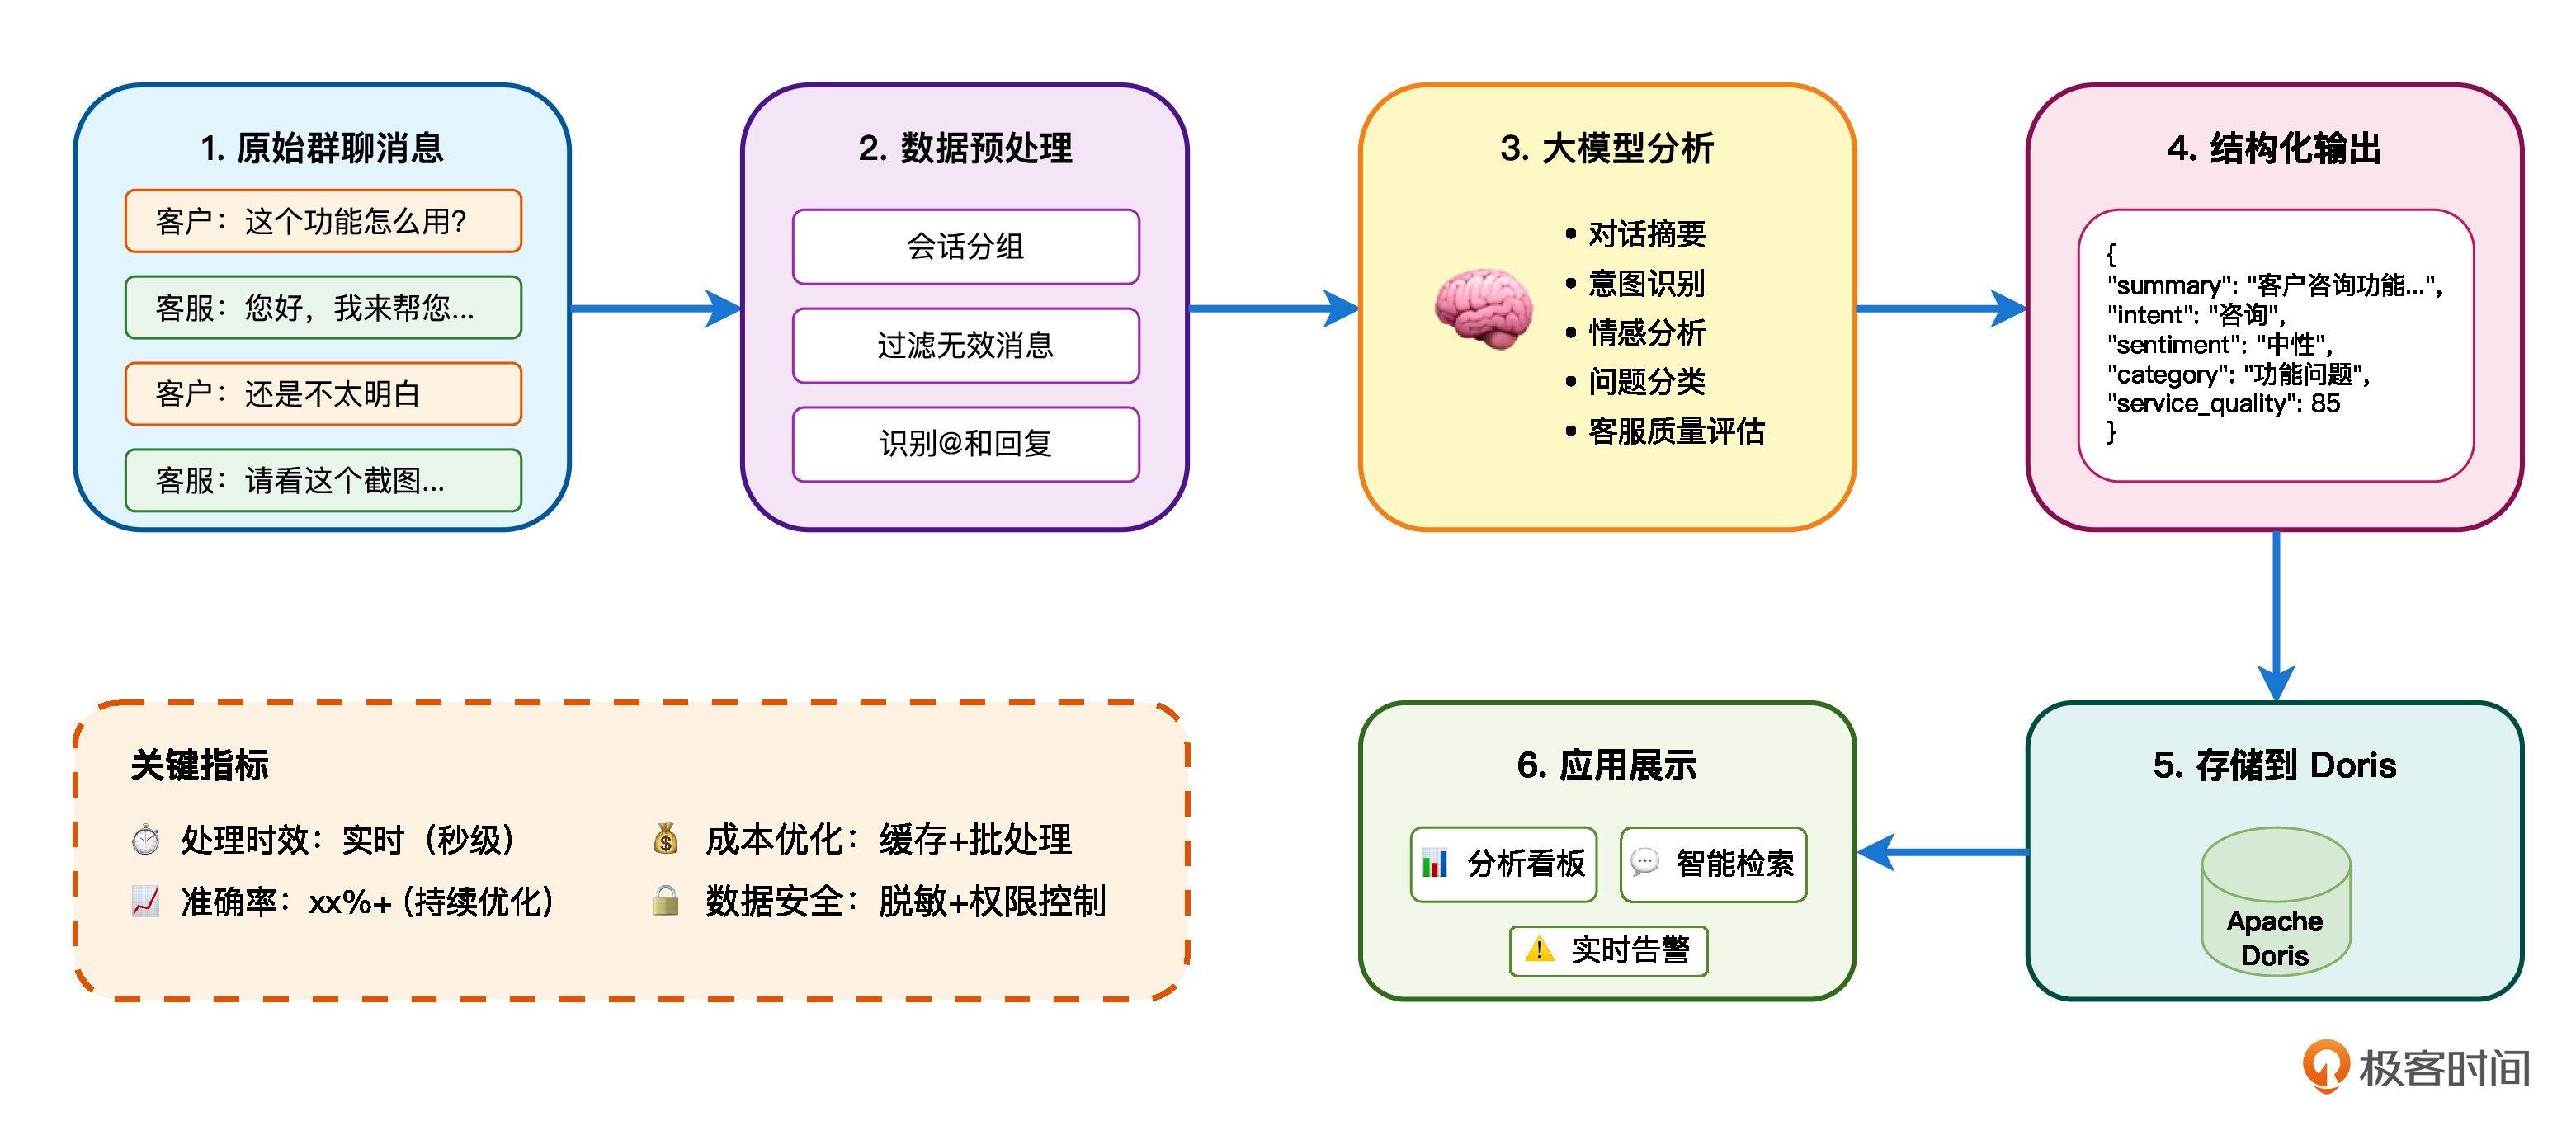 1. 原始群聊消息
客户：这个功能怎么用？
客服：您好，我来帮您...
客户：还是不太明白
客服：请看这个截图...
2. 数据预处理
会话分组
过滤无效消息
识别@和回复
3. 大模型分析
• 对话摘要
• 意图识别
• 情感分析
• 问题分类
• 客服质量评估
4. 结构化输出
{
"summary": "客户咨询功能...",
"intent": "咨询",
"sentiment": "中性",
"category": "功能问题",
"service_quality": 85
}
5. 存储到 Doris
Apache
Doris
6. 应用展示
分析看板
智能检索
实时告警
关键指标
处理时效：实时（秒级）
成本优化：缓存+批处理
准确率：xx%+ (持续优化)
数据安全：脱敏+权限控制
极客时间